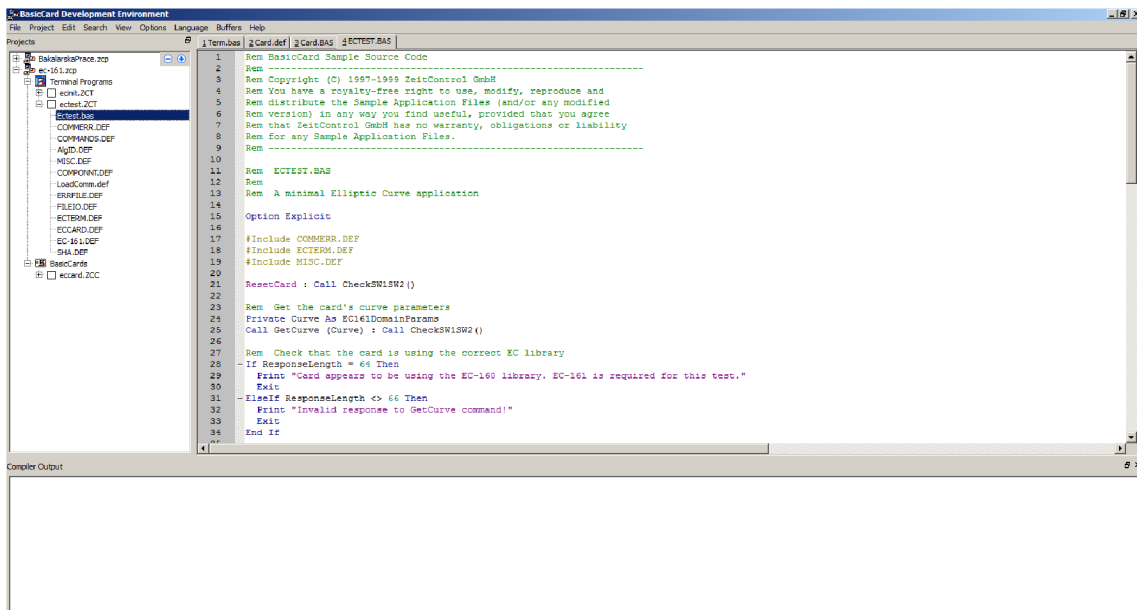 BasicCard Development Environment
File Project Edit Search View Options Language Buffers Help
Projects
1 Term.bas 2 Card.def 3 Card.BAS 4 ECTEST.BAS
BakalarskaPrace.zcp
ec-161.zcp
Terminal Programs
ecinit.ZCT
ectest.ZCT
Ectest.bas
COMMERR.DEF
COMMANDS.DEF
AlgID.DEF
MISC.DEF
COMPONNT.DEF
LoadComm.def
ERRFILE.DEF
FILEIO.DEF
ECTERM.DEF
ECCARD.DEF
EC-161.DEF
SHA.DEF
BasicCards
eccard.ZCC
1 Rem BasicCard Sample Source Code
2 Rem ------------------------------------------------------------------
3 Rem Copyright (C) 1997-1999 ZeitControl GmbH
4 Rem You have a royalty-free right to use, modify, reproduce and
5 Rem distribute the Sample Application Files (and/or any modified
6 Rem version) in any way you find useful, provided that you agree
7 Rem that ZeitControl GmbH has no warranty, obligations or liability
8 Rem for any Sample Application Files.
9 Rem ------------------------------------------------------------------
10
11 Rem ECTEST.BAS
12 Rem
13 Rem A minimal Elliptic Curve application
14
15 Option Explicit
16
17 #Include COMMERR.DEF
18 #Include ECTERM.DEF
19 #Include MISC.DEF
20
21 ResetCard : Call CheckSW1SW2()
22
23 Rem Get the card's curve parameters
24 Private Curve As EC161DomainParams
25 Call GetCurve (Curve) : Call CheckSW1SW2()
26
27 Rem Check that the card is using the correct EC library
28 If ResponseLength = 64 Then
29 Print "Card appears to be using the EC-160 library. EC-161 is required for this test."
30 Exit
31 ElseIf ResponseLength <> 66 Then
32 Print "Invalid response to GetCurve command!"
33 Exit
34 End If
Compiler Output